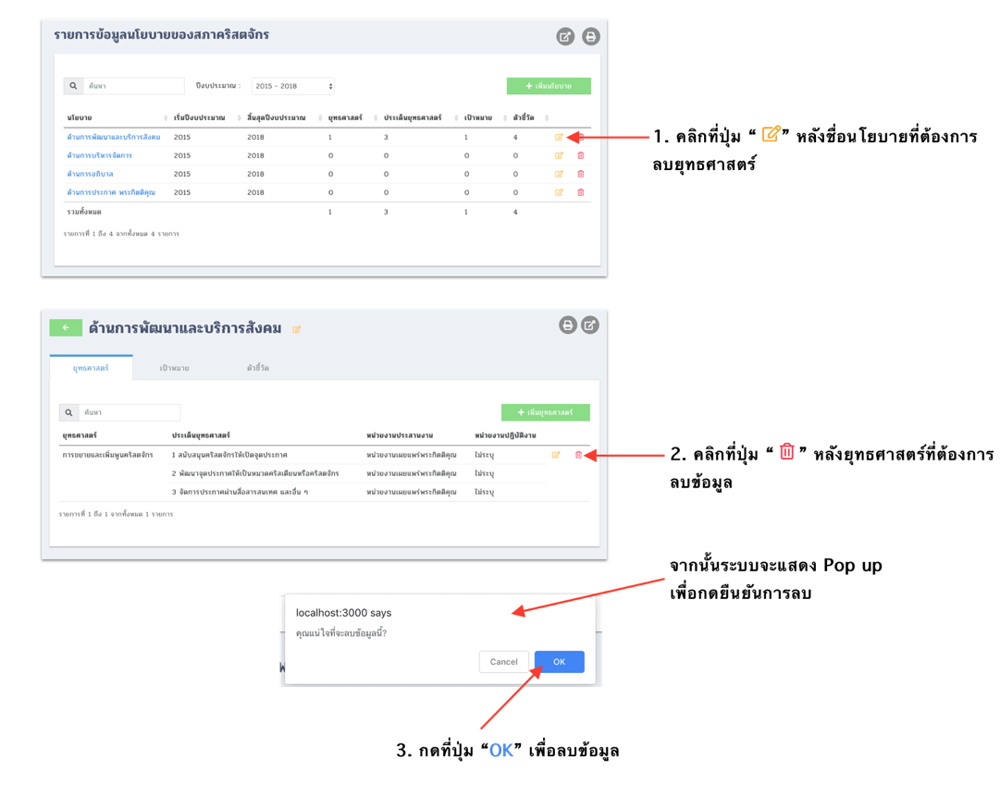 รายการข้อมูลนโยบายของสภาคริสตจักร
ค้นหา ปีงบประมาณ : 2015 - 2018 + เพิ่มนโยบาย
นโยบาย เริ่มปีงบประมาณ สิ้นสุดปีงบประมาณ ยุทธศาสตร์ ประเด็นยุทธศาสตร์ เป้าหมาย ตัวชี้วัด
ด้านการพัฒนาและบริการสังคม 2015 2018 1 3 1 4
ด้านการบริหารจัดการ 2015 2018 0 0 0 0
ด้านการอภิบาล 2015 2018 0 0 0 0
ด้านการประกาศ พระกิตติคุณ 2015 2018 0 0 0 0
รวมทั้งหมด 1 3 1 4
รายการที่ 1 ถึง 4 จากทั้งหมด 4 รายการ
1. คลิกที่ปุ่ม “ ” หลังชื่อนโยบายที่ต้องการ
ลบยุทธศาสตร์
ด้านการพัฒนาและบริการสังคม
ยุทธศาสตร์ เป้าหมาย ตัวชี้วัด
ค้นหา + เพิ่มยุทธศาสตร์
ยุทธศาสตร์ ประเด็นยุทธศาสตร์ หน่วยงานประสานงาน หน่วยงานปฏิบัติงาน
การขยายและเพิ่มพูนคริสตจักร 1 สนับสนุนคริสตจักรให้เปิดจุดประกาศ หน่วยงานเผยแพร่พระกิตติคุณ ไม่ระบุ
2 พัฒนาจุดประกาศให้เป็นหมวดคริสเตียนหรือคริสตจักร หน่วยงานเผยแพร่พระกิตติคุณ ไม่ระบุ
3 จัดการประกาศผ่านสื่อสารสนเทศ และอื่น ๆ หน่วยงานเผยแพร่พระกิตติคุณ ไม่ระบุ
รายการที่ 1 ถึง 1 จากทั้งหมด 1 รายการ
2. คลิกที่ปุ่ม “ ” หลังยุทธศาสตร์ที่ต้องการ
ลบข้อมูล
จากนั้นระบบจะแสดง Pop up
เพื่อกดยืนยันการลบ
localhost:3000 says
คุณแน่ใจที่จะลบข้อมูลนี้?
Cancel OK
3. กดที่ปุ่ม “OK” เพื่อลบข้อมูล